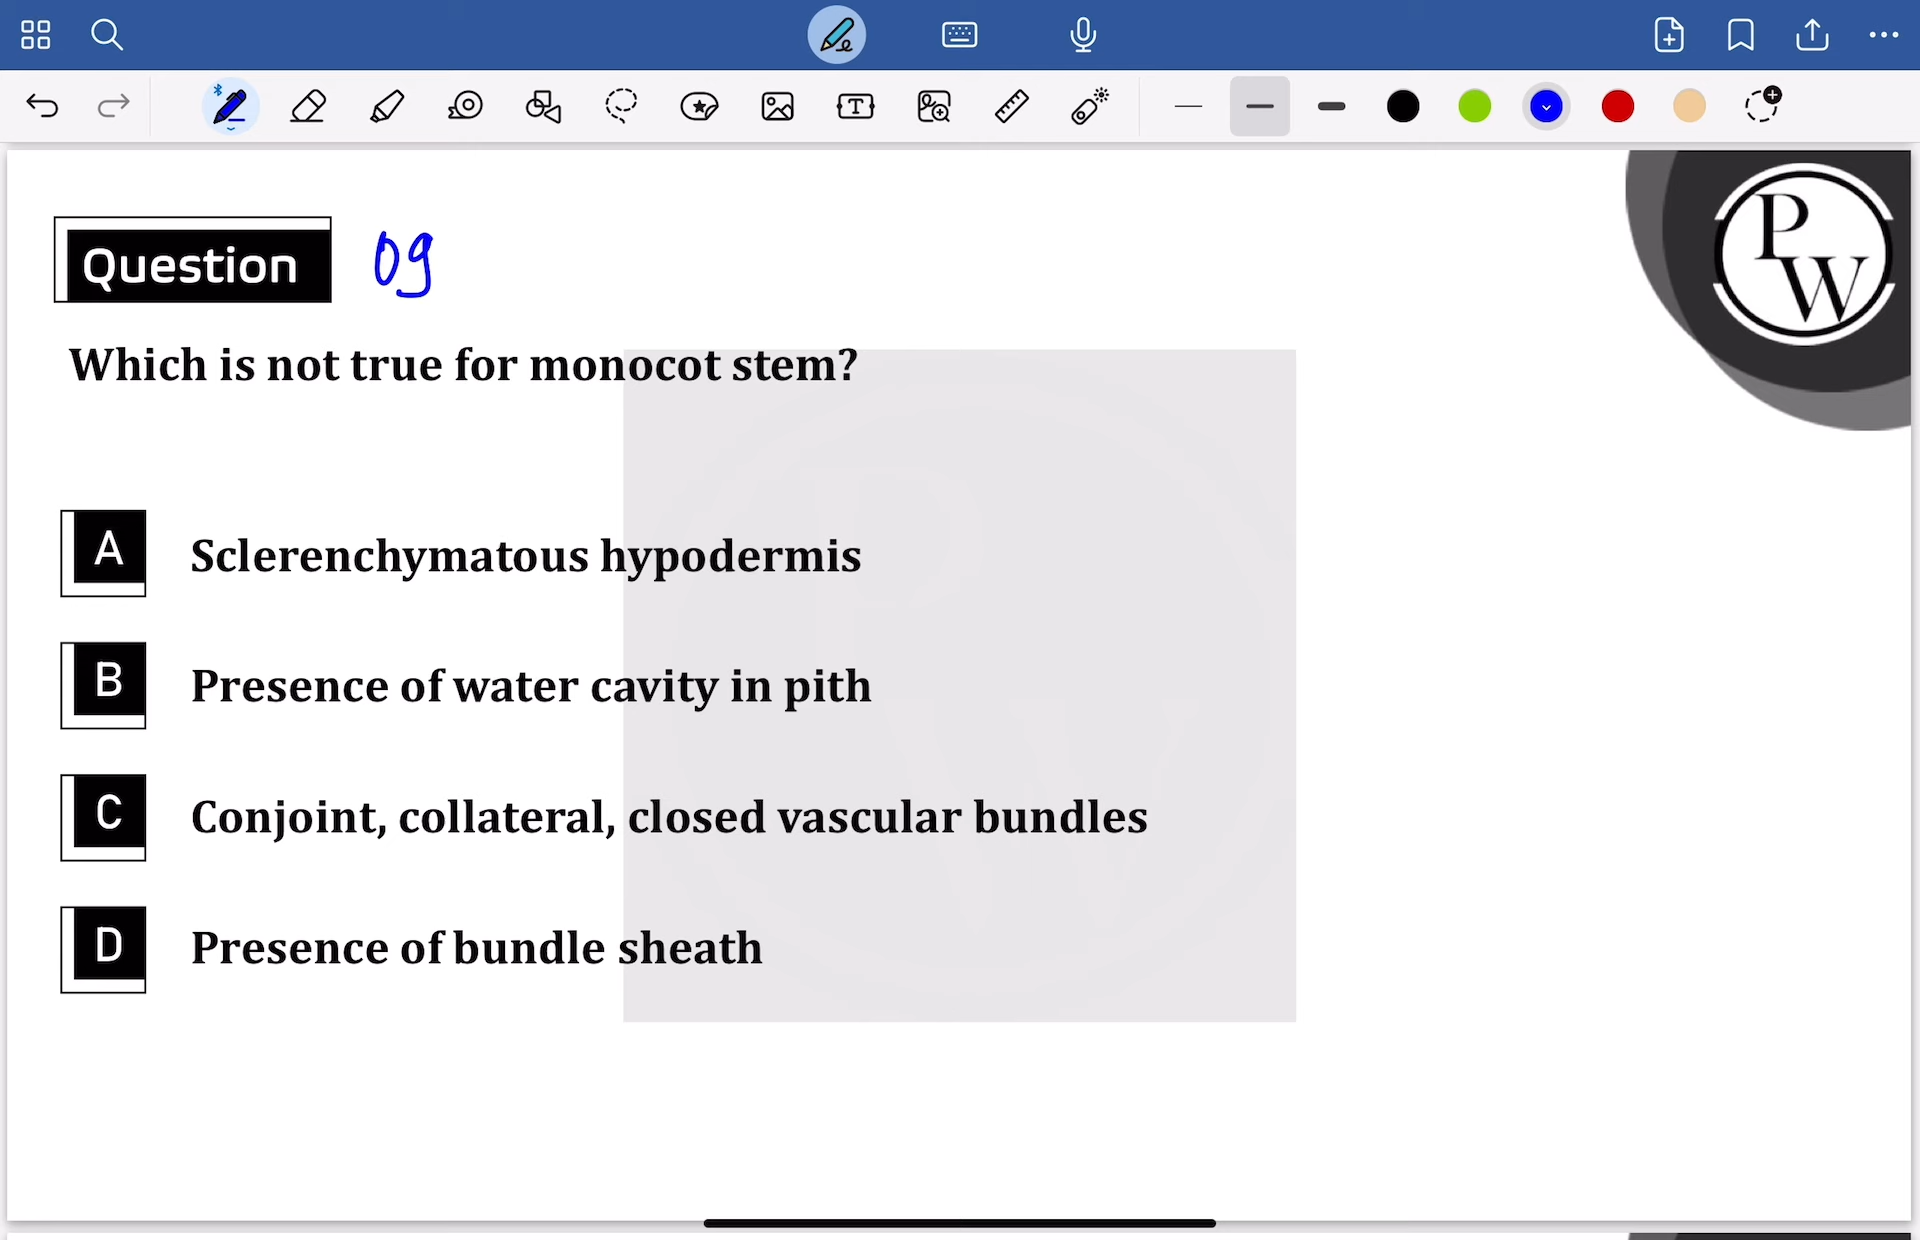 Question 09
PW
Which is not true for monocot stem?
A Sclerenchymatous hypodermis
B Presence of water cavity in pith
C Conjoint, collateral, closed vascular bundles
D Presence of bundle sheath